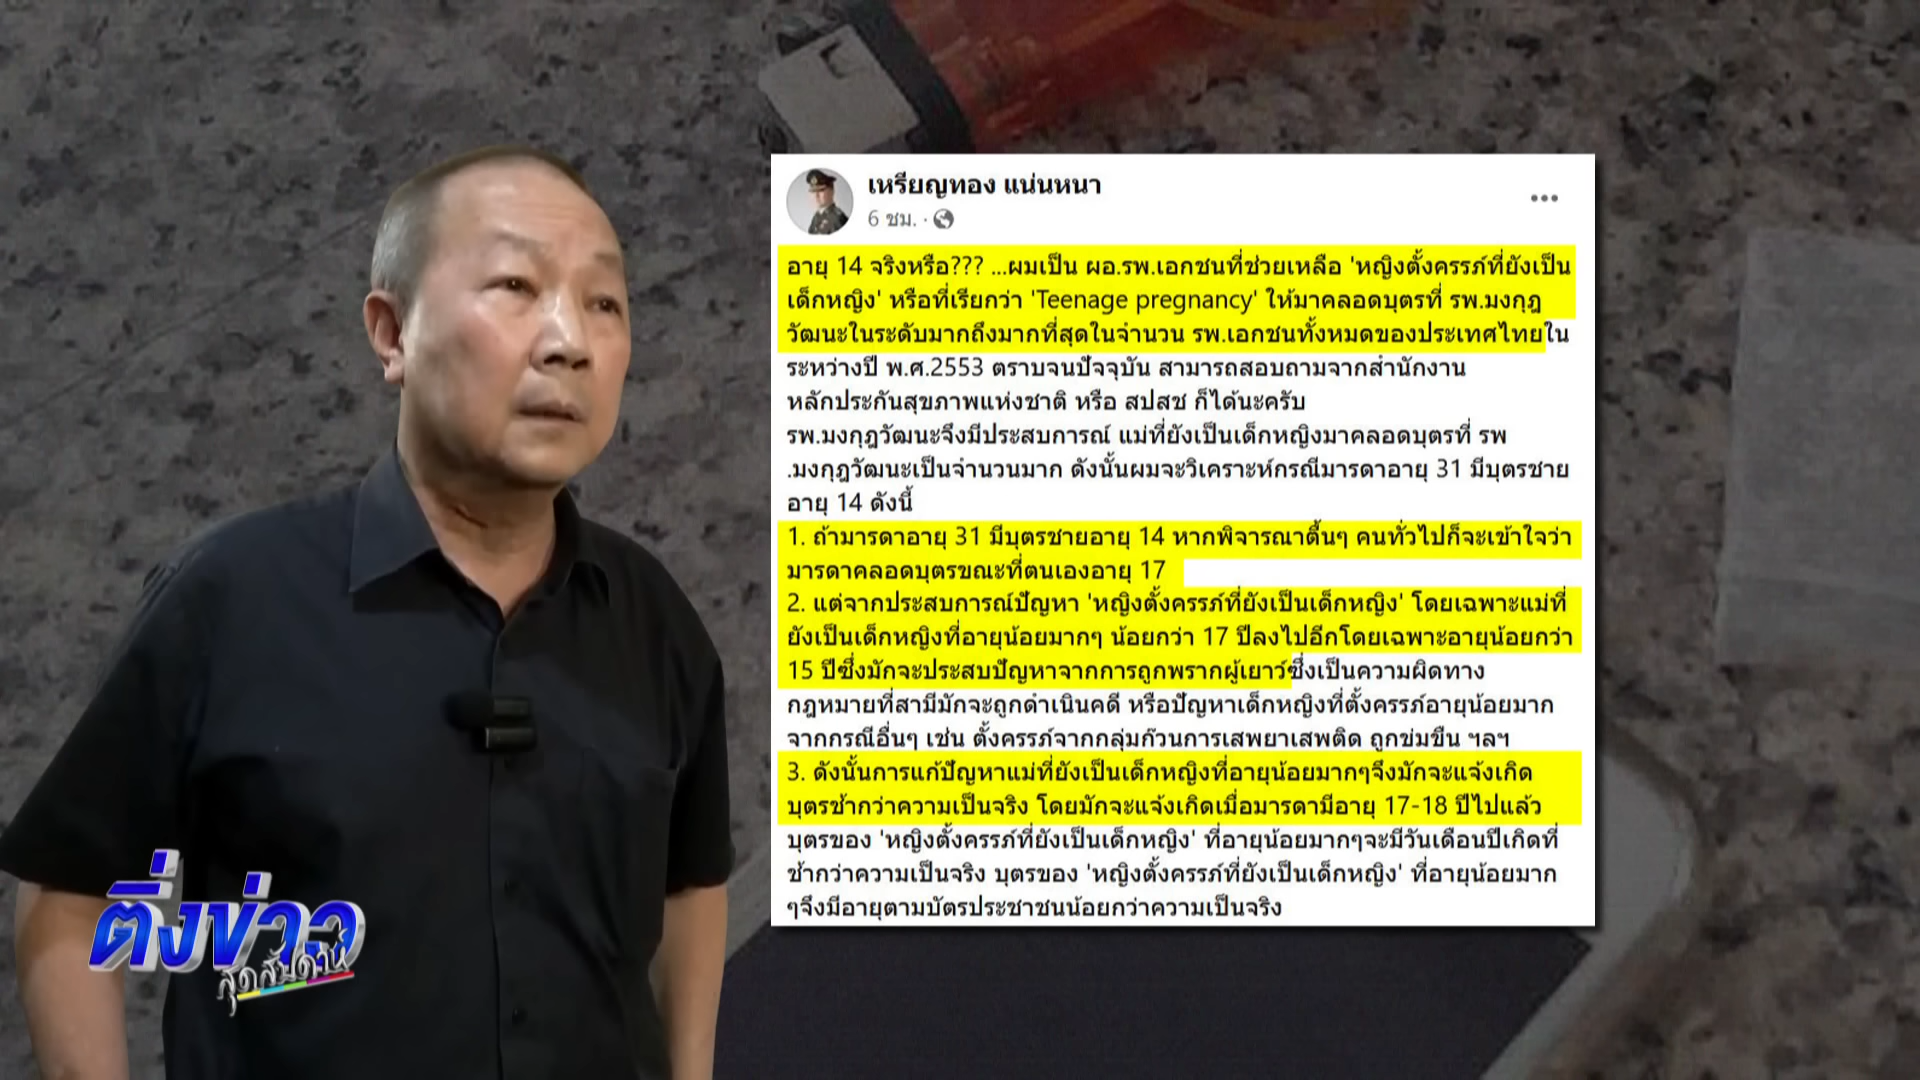 เหรียญทอง แน่นหนา
6 ชม. ·
อายุ 14 จริงหรือ??? ...ผมเป็น ผอ.รพ.เอกชนที่ช่วยเหลือ 'หญิงตั้งครรภ์ที่ยังเป็น
เด็กหญิง' หรือที่เรียกว่า 'Teenage pregnancy' ให้มาคลอดบุตรที่ รพ.มงกุฎ
วัฒนะในระดับมากถึงมากที่สุดในจำนวน รพ.เอกชนทั้งหมดของประเทศไทยใน
ระหว่างปี พ.ศ.2553 ตราบจนปัจจุบัน สามารถสอบถามจากสำนักงาน
หลักประกันสุขภาพแห่งชาติ หรือ สปสช ก็ได้นะครับ
รพ.มงกุฎวัฒนะจึงมีประสบการณ์ แม่ที่ยังเป็นเด็กหญิงมาคลอดบุตรที่ รพ
.มงกุฎวัฒนะเป็นจำนวนมาก ดังนั้นผมจะวิเคราะห์กรณีมารดาอายุ 31 มีบุตรชาย
อายุ 14 ดังนี้
1. ถ้ามารดาอายุ 31 มีบุตรชายอายุ 14 หากพิจารณาตื้นๆ คนทั่วไปก็จะเข้าใจว่า
มารดาคลอดบุตรขณะที่ตนเองอายุ 17
2. แต่จากประสบการณ์ปัญหา 'หญิงตั้งครรภ์ที่ยังเป็นเด็กหญิง' โดยเฉพาะแม่ที่
ยังเป็นเด็กหญิงที่อายุน้อยมากๆ น้อยกว่า 17 ปีลงไปอีกโดยเฉพาะอายุน้อยกว่า
15 ปีซึ่งมักจะประสบปัญหาจากการถูกพรากผู้เยาว์ซึ่งเป็นความผิดทาง
กฎหมายที่สามีมักจะถูกดำเนินคดี หรือปัญหาเด็กหญิงที่ตั้งครรภ์อายุน้อยมาก
จากกรณีอื่นๆ เช่น ตั้งครรภ์จากกลุ่มก๊วนการเสพยาเสพติด ถูกข่มขืน ฯลฯ
3. ดังนั้นการแก้ปัญหาแม่ที่ยังเป็นเด็กหญิงที่อายุน้อยมากๆจึงมักจะแจ้งเกิด
บุตรช้ากว่าความเป็นจริง โดยมักจะแจ้งเกิดเมื่อมารดามีอายุ 17-18 ปีไปแล้ว
บุตรของ 'หญิงตั้งครรภ์ที่ยังเป็นเด็กหญิง' ที่อายุน้อยมากๆจะมีวันเดือนปีเกิดที่
ช้ากว่าความเป็นจริง บุตรของ 'หญิงตั้งครรภ์ที่ยังเป็นเด็กหญิง' ที่อายุน้อยมาก
ๆจึงมีอายุตามบัตรประชาชนน้อยกว่าความเป็นจริง
ติ่งข่าว
สุดสัปดาห์